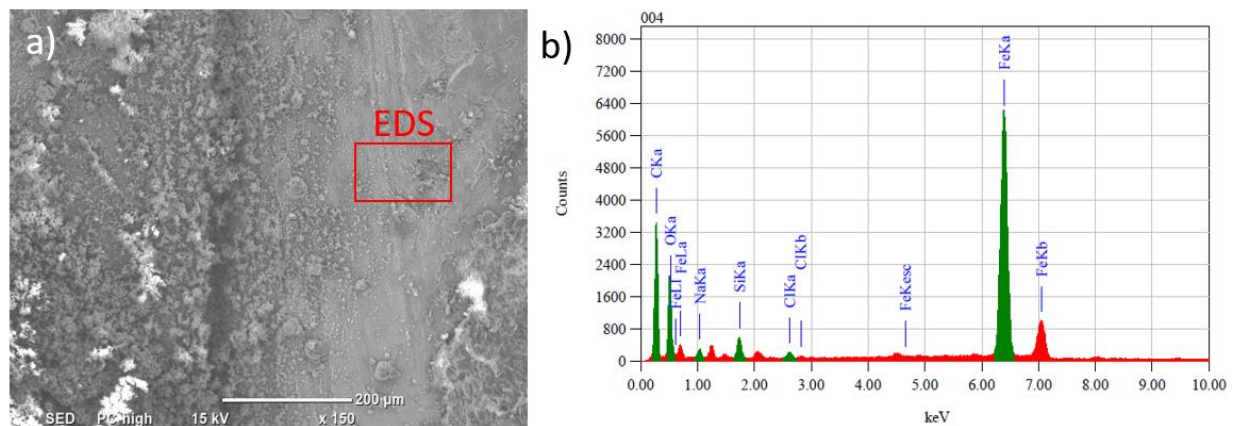 a)
EDS
200 µm
SED PC-high 15 kV x 150
b)
004
Counts
8000
7200
6400
5600
4800
4000
3200
2400
1600
800
0
CKa
OKa
FeLl
FeLa
NaKa
SiKa
ClKa
ClKb
FeKesc
FeKa
FeKb
0.00 1.00 2.00 3.00 4.00 5.00 6.00 7.00 8.00 9.00 10.00
keV